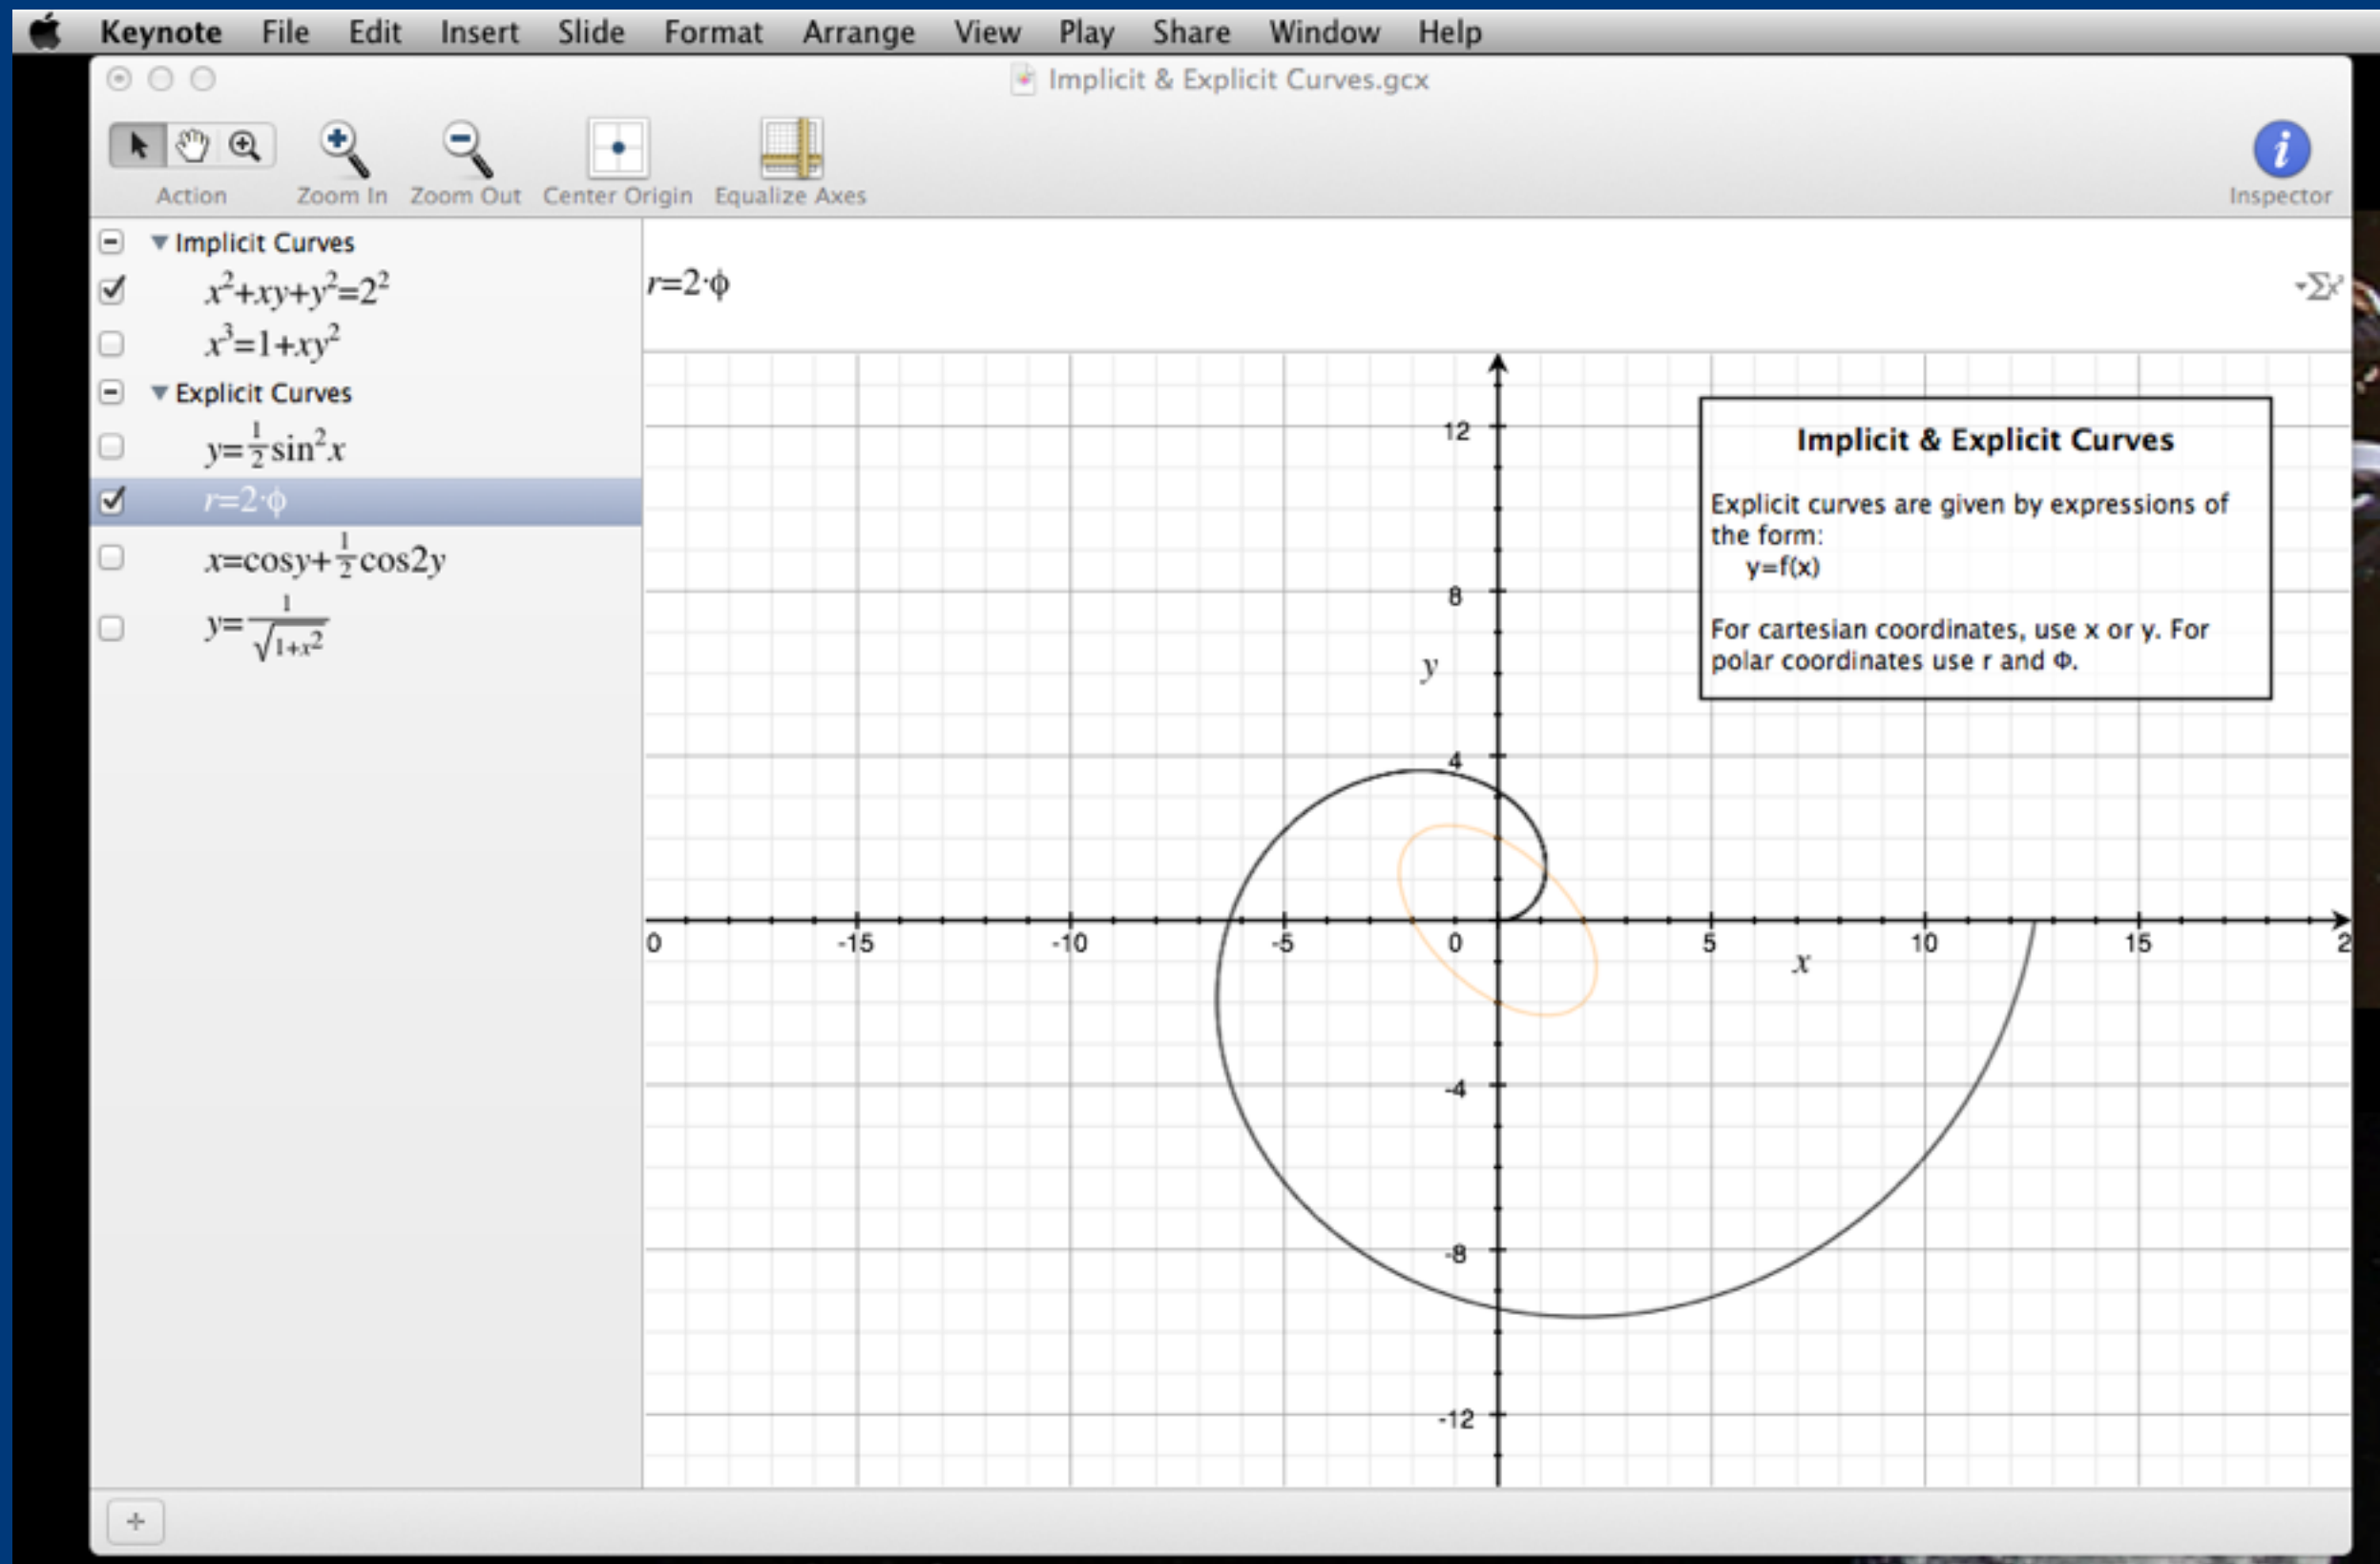 Keynote File Edit Insert Slide Format Arrange View Play Share Window Help
Implicit & Explicit Curves.gcx
Action Zoom In Zoom Out Center Origin Equalize Axes Inspector
Implicit Curves
x²+xy+y²=2²
x³=1+xy²
Explicit Curves
y=½sin²x
r=2·ϕ
x=cosy+½cos2y
y=1/√1+x²
r=2·ϕ
Σx²
Implicit & Explicit Curves
Explicit curves are given by expressions of
the form:
y=f(x)
For cartesian coordinates, use x or y. For
polar coordinates use r and Φ.
12
8
y
4
0 -15 -10 -5 0 5 10 15 2
x
-4
-8
-12